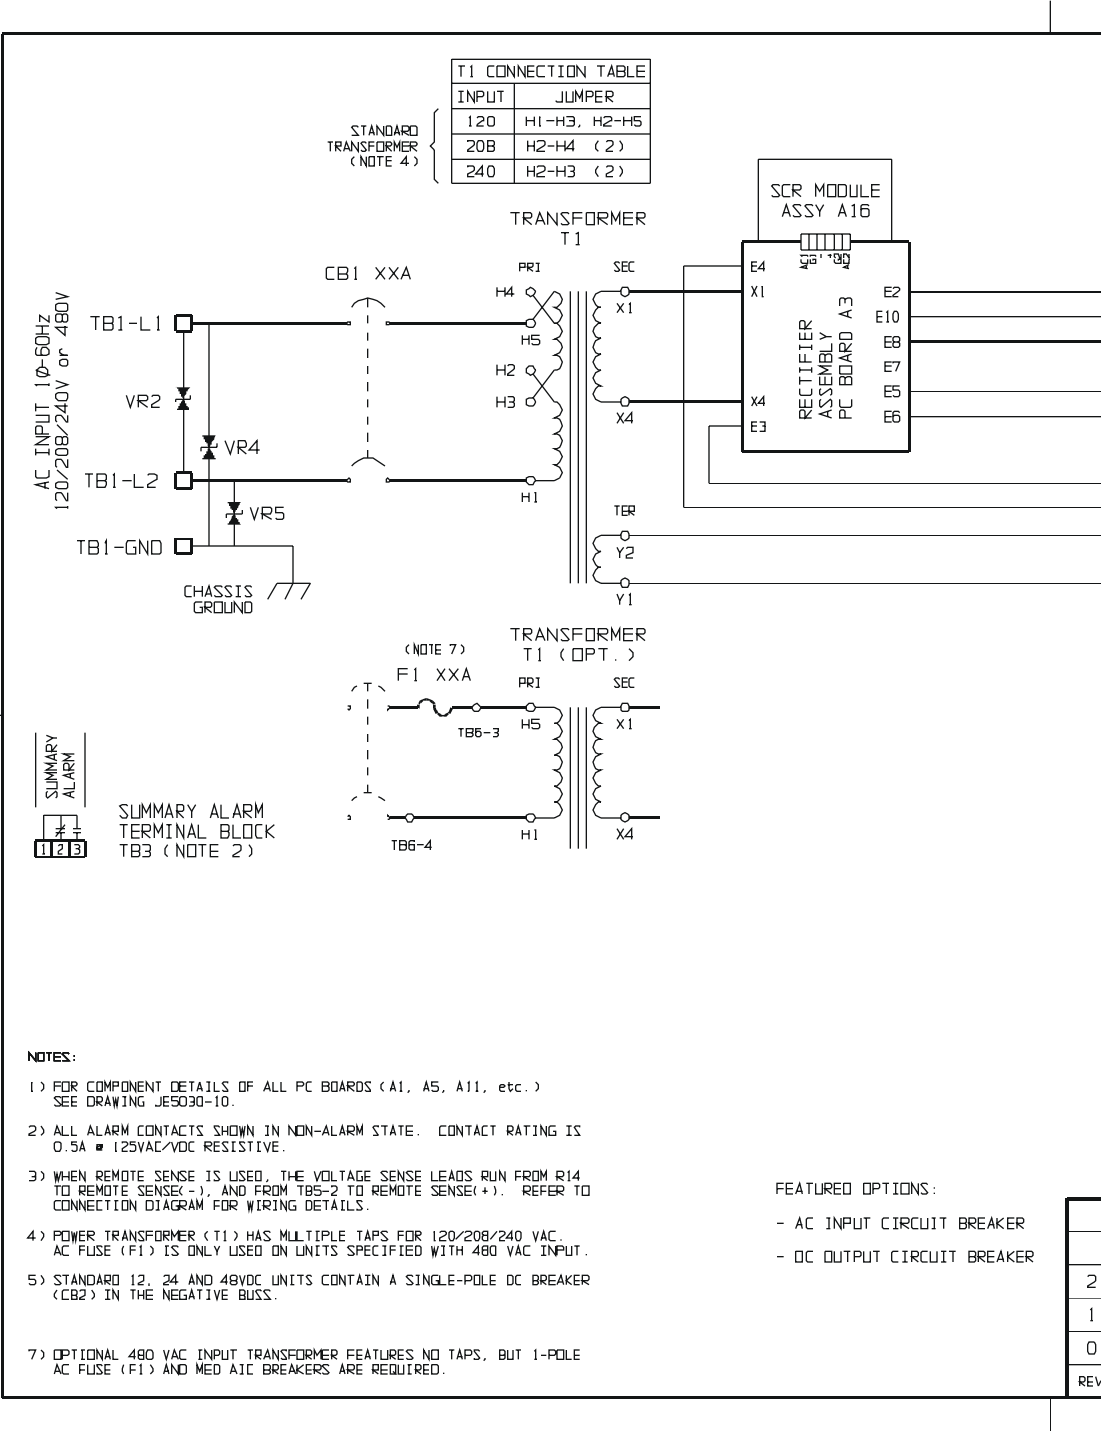 T1 CONNECTION TABLE
INPUT JUMPER
120 H1-H3, H2-H5
208 H2-H4 (2)
240 H2-H3 (2)
STANDARD
TRANSFORMER
(NOTE 4)
SCR MODULE
ASSY A16
TRANSFORMER
T1
PRI SEC
CB1 XXA
H4
H5
H2
H3
H1
X1
X4
TER
Y2
Y1
E4
X1
X4
E3
RECTIFIER
ASSEMBLY
PC BOARD A3
E2
E10
E8
E7
E5
E6
AC INPUT 1Ø-60Hz
120/208/240V or 480V
TB1-L1
VR2
VR4
TB1-L2
VR5
TB1-GND
CHASSIS
GROUND
TRANSFORMER
T1 (OPT.)
(NOTE 7)
F1 XXA
PRI SEC
H5
X1
TB6-3
H1
X4
TB6-4
SUMMARY
ALARM
1 2 3
SUMMARY ALARM
TERMINAL BLOCK
TB3 (NOTE 2)
NOTES:
1) FOR COMPONENT DETAILS OF ALL PC BOARDS (A1, A5, A11, etc.)
SEE DRAWING JE5030-10.
2) ALL ALARM CONTACTS SHOWN IN NON-ALARM STATE. CONTACT RATING IS
0.5A @ 125VAC/VDC RESISTIVE.
3) WHEN REMOTE SENSE IS USED, THE VOLTAGE SENSE LEADS RUN FROM R14
TO REMOTE SENSE(-), AND FROM TB5-2 TO REMOTE SENSE(+). REFER TO
CONNECTION DIAGRAM FOR WIRING DETAILS.
4) POWER TRANSFORMER (T1) HAS MULTIPLE TAPS FOR 120/208/240 VAC.
AC FUSE (F1) IS ONLY USED ON UNITS SPECIFIED WITH 480 VAC INPUT.
5) STANDARD 12, 24 AND 48VDC UNITS CONTAIN A SINGLE-POLE DC BREAKER
(CB2) IN THE NEGATIVE BUSS.
7) OPTIONAL 480 VAC INPUT TRANSFORMER FEATURES NO TAPS, BUT 1-POLE
AC FUSE (F1) AND MED AIC BREAKERS ARE REQUIRED.
FEATURED OPTIONS:
- AC INPUT CIRCUIT BREAKER
- DC OUTPUT CIRCUIT BREAKER
2
1
0
REV